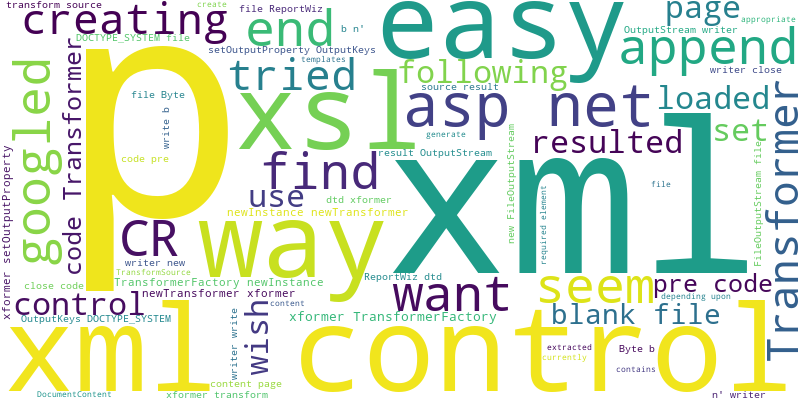 transform source
file ReportWiz
create
creating
DOCTYPE_SYSTEM file
end
b n'
easy
page
appropriate
OutputStream writer
setOutputProperty OutputKeys
templates
append
writer close
googled
code Transformer
p
file Byte
write b
code pre
tried
xsl
following
source result
asp net
loaded
set
generate
resulted
result OutputStream
find
xml
Transformer
use
dtd xformer
newInstance newTransformer
way
new FileOutputStream
required element
file
FileOutputStream file
xformer setOutputProperty
CR
writer new
TransformSource
TransformerFactory newInstance
close code
newTransformer xformer
ReportWiz dtd
want
seem
pre code
depending upon
control
content
wish
xformer TransformerFactory
blank file
OutputKeys DOCTYPE_SYSTEM
xml control
writer write
extracted
currently
Byte b
contains
content page
DocumentContent
xformer transform
n' writer